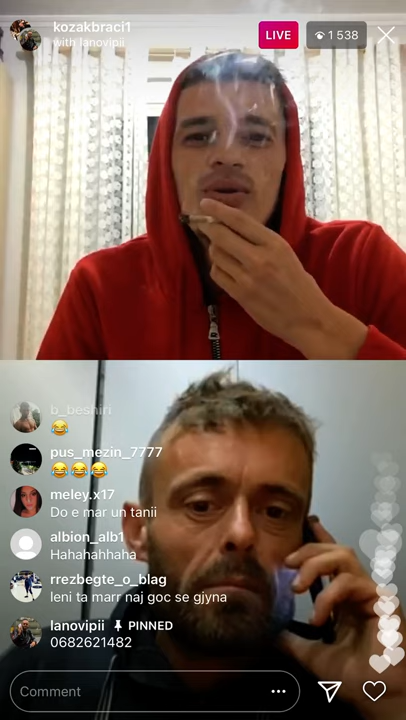 kozakbraci1
with lanovipii
LIVE
1 538
b_besniri
😂
pus_mezin_7777
😂😂😂
meley.x17
Do e mar un tanii
albion_alb1
Hahahahhaha
rrezbegte_o_blag
leni ta marr naj goc se gjyna
lanovipii PINNED
0682621482
Comment